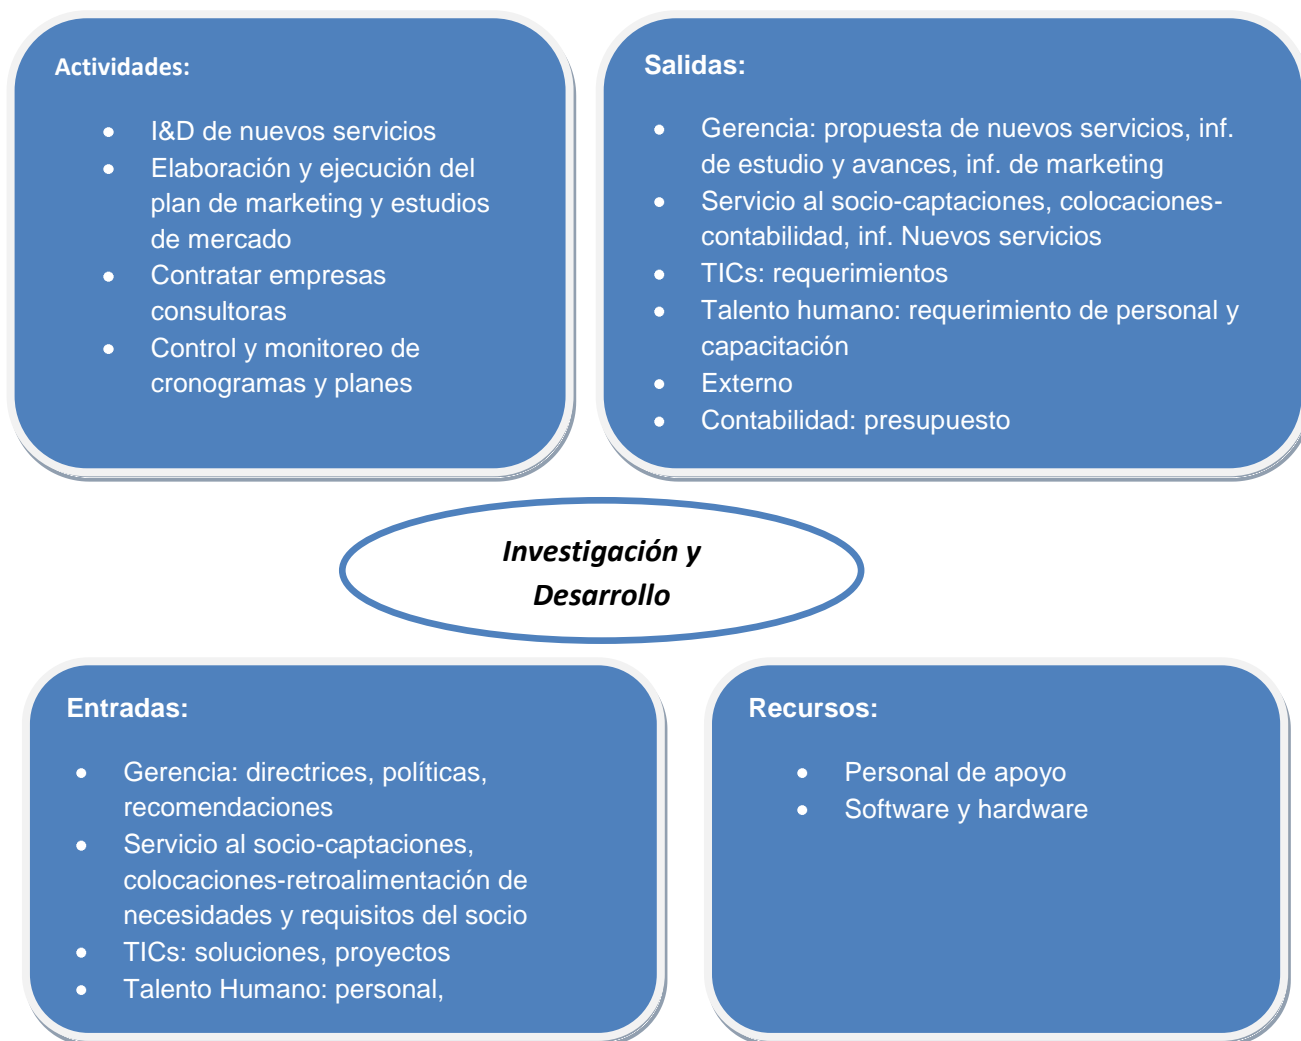 Actividades:
• I&D de nuevos servicios
• Elaboración y ejecución del
plan de marketing y estudios
de mercado
• Contratar empresas
consultoras
• Control y monitoreo de
cronogramas y planes
Salidas:
• Gerencia: propuesta de nuevos servicios, inf.
de estudio y avances, inf. de marketing
• Servicio al socio-captaciones, colocaciones-
contabilidad, inf. Nuevos servicios
• TICs: requerimientos
• Talento humano: requerimiento de personal y
capacitación
• Externo
• Contabilidad: presupuesto
Investigación y
Desarrollo
Entradas:
• Gerencia: directrices, políticas,
recomendaciones
• Servicio al socio-captaciones,
colocaciones-retroalimentación de
necesidades y requisitos del socio
• TICs: soluciones, proyectos
• Talento Humano: personal,
Recursos:
• Personal de apoyo
• Software y hardware